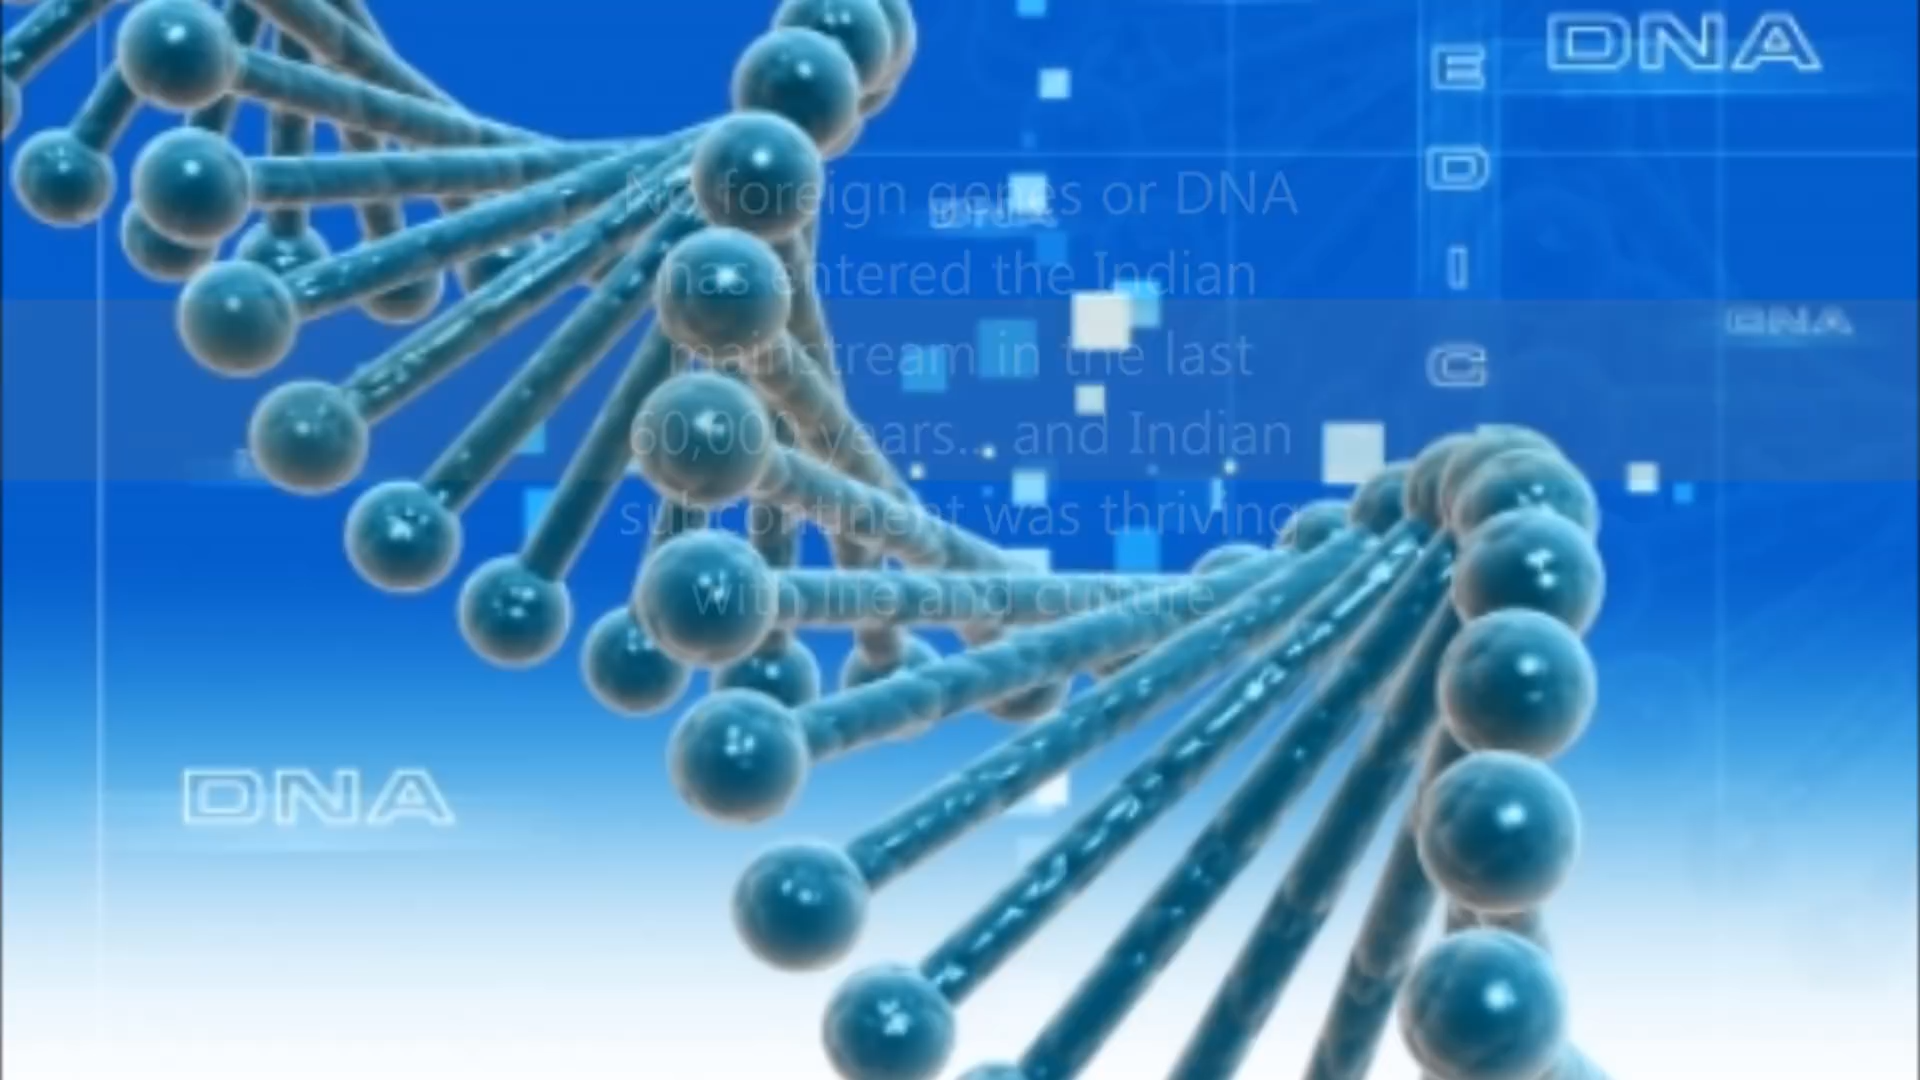 DNA
E
D
I
C
No foreign genes or DNA
has entered the Indian
mainstream in the last
60,000 years... and Indian
subcontinent was thriving
with life and culture.
DNA
DNA
DNA